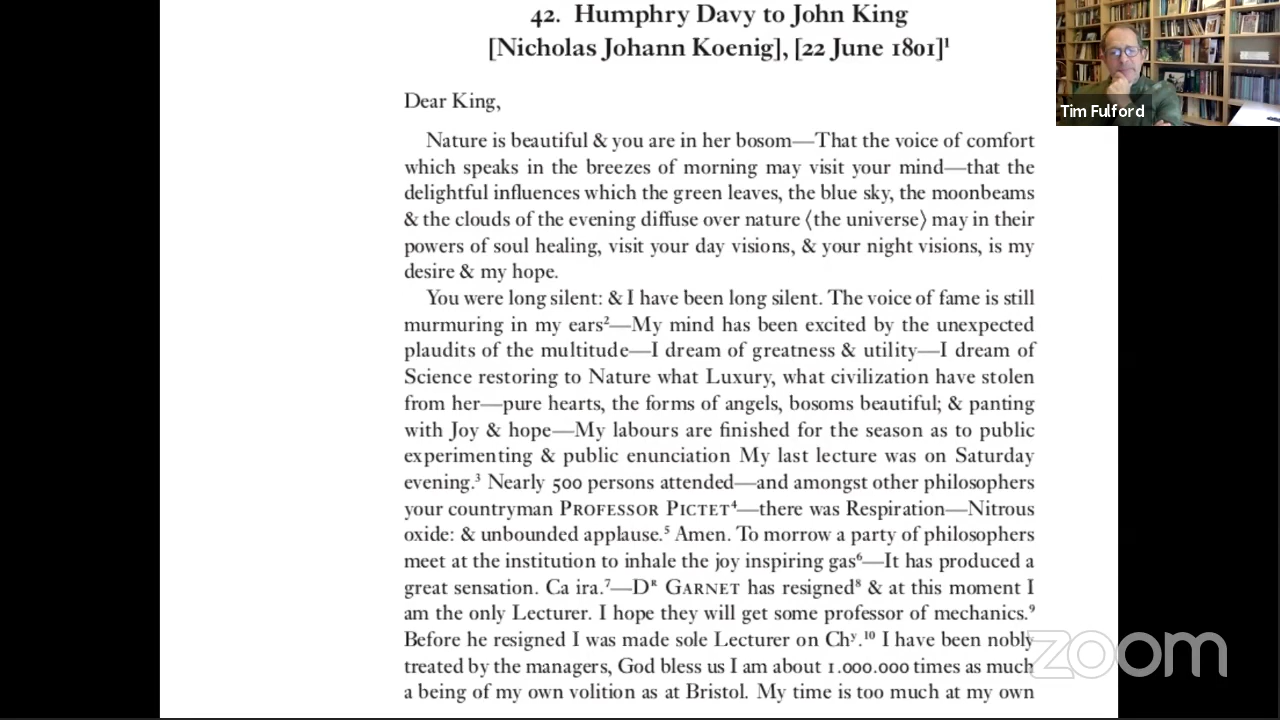 42. Humphry Davy to John King
[Nicholas Johann Koenig], [22 June 1801]¹
Dear King,
Nature is beautiful & you are in her bosom—That the voice of comfort
which speaks in the breezes of morning may visit your mind—that the
delightful influences which the green leaves, the blue sky, the moonbeams
& the clouds of the evening diffuse over nature ⟨the universe⟩ may in their
powers of soul healing, visit your day visions, & your night visions, is my
desire & my hope.
You were long silent: & I have been long silent. The voice of fame is still
murmuring in my ears²—My mind has been excited by the unexpected
plaudits of the multitude—I dream of greatness & utility—I dream of
Science restoring to Nature what Luxury, what civilization have stolen
from her—pure hearts, the forms of angels, bosoms beautiful; & panting
with Joy & hope—My labours are finished for the season as to public
experimenting & public enunciation My last lecture was on Saturday
evening.³ Nearly 500 persons attended—and amongst other philosophers
your countryman PROFESSOR PICTET⁴—there was Respiration—Nitrous
oxide: & unbounded applause.⁵ Amen. To morrow a party of philosophers
meet at the institution to inhale the joy inspiring gas⁶—It has produced a
great sensation. Ca ira.⁷—Dᴿ GARNET has resigned⁸ & at this moment I
am the only Lecturer. I hope they will get some professor of mechanics.⁹
Before he resigned I was made sole Lecturer on Chʸ.¹⁰ I have been nobly
treated by the managers, God bless us I am about 1.000.000 times as much
a being of my own volition as at Bristol. My time is too much at my own
Tim Fulford
zoom